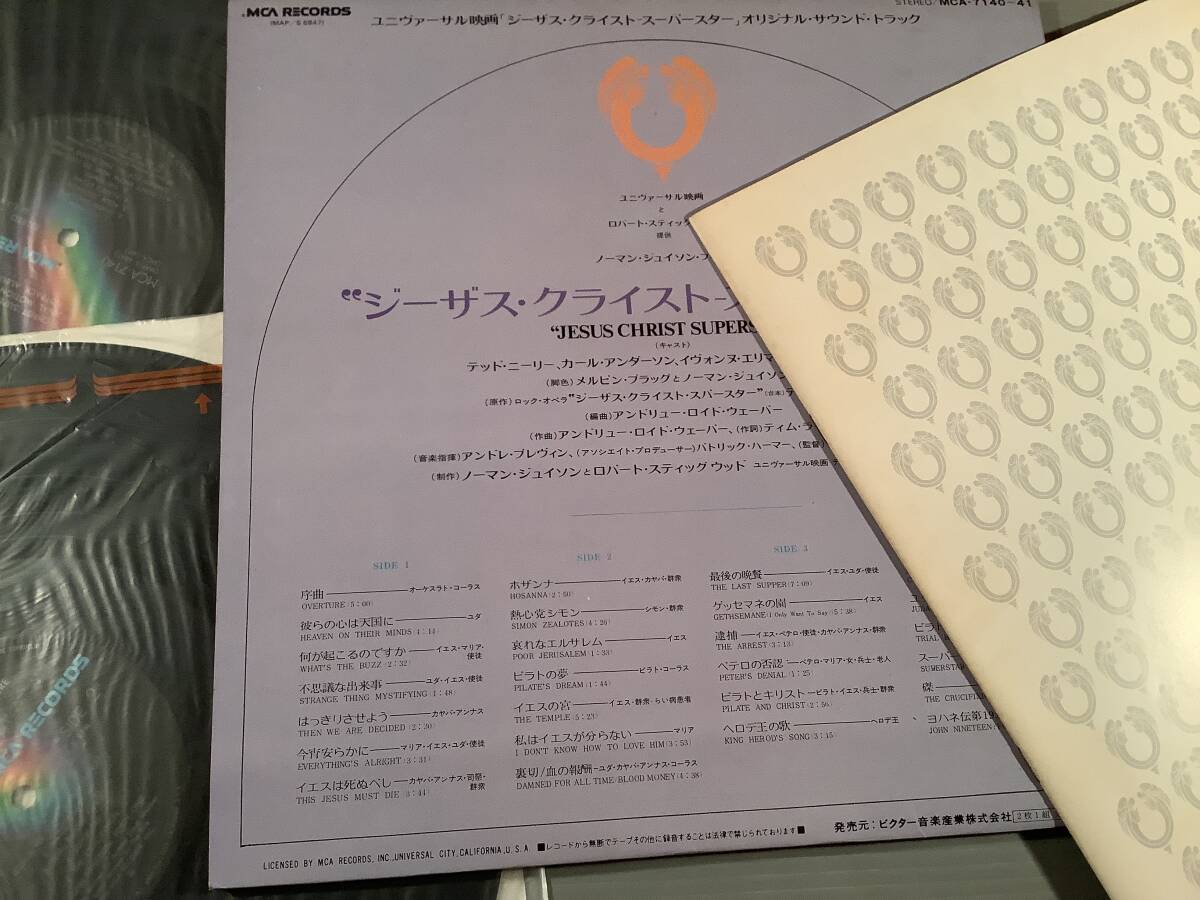 MCA RECORDS
(MAP/S 6947)
STEREO/MCA-7140-41
ユニヴァーサル映画「ジーザス・クライスト-スーパースター」オリジナル・サウンド・トラック
ユニヴァーサル映画
と
ロバート・スティッグ
提供
ノーマン・ジュイソン・フ
“ジーザス・クライスト-ス
“JESUS CHRIST SUPERS
(キャスト)
テッド・ニーリー、カール・アンダーソン、イヴォンヌ・エリマ
(脚色)メルビン・ブラッグとノーマン・ジュイソン
(原作)ロック・オペラ“ジーザス・クライスト・スパースター”(台本)テ
(編曲)アンドリュー・ロイド・ウェーバー
(作曲)アンドリュー・ロイド・ウェーバー、(作詞)ティム・ラ
(音楽指揮)アンドレ・プレヴィン、(アソシエイト・プロデューサー)パトリック・パーマー、(監督)
(制作)ノーマン・ジュイソンとロバート・スティッグウッド ユニヴァーサル映画
SIDE 1
序曲―オーケスラト・コーラス
OVERTURE (5:00)
彼らの心は天国に―ユダ
HEAVEN ON THEIR MINDS (4:14)
何が起こるのですか―イエス・マリア・使徒
WHAT'S THE BUZZ (2:32)
不思議な出来事―ユダ・イエス・使徒
STRANGE THING MYSTIFYING (1:48)
はっきりさせよう―カヤパ・アンナス
THEN WE ARE DECIDED (2:30)
今宵安らかに―マリア・イエス・ユダ・使徒
EVERYTHING'S ALRIGHT (3:31)
イエスは死ぬべし―カヤパ・アンナス・司祭・群衆
THIS JESUS MUST DIE (3:44)
SIDE 2
ホザンナ―イエス・カヤパ・群衆
HOSANNA (2:50)
熱心党シモン―シモン・群衆
SIMON ZEALOTES (4:26)
哀れなエルサレム―イエス
POOR JERUSALEM (1:33)
ピラトの夢―ピラト・コーラス
PILATE'S DREAM (1:44)
イエスの宮―イエス・群衆・らい病患者
THE TEMPLE (5:23)
私はイエスが分らない―マリア
I DON'T KNOW HOW TO LOVE HIM (3:53)
裏切/血の報酬―ユダ・カヤパ・アンナス・コーラス
DAMNED FOR ALL TIME/BLOOD MONEY (4:38)
SIDE 3
最後の晩餐―イエス・ユダ・使徒
THE LAST SUPPER (7:09)
ゲッセマネの園―イエス
GETHSEMANE (I Only Want To Say) (5:38)
逮捕―イエス・ペテロ・使徒・カヤパ・アンナス・群衆
THE ARREST (3:13)
ペテロの否認―ペテロ・マリア・女・兵士・老人
PETER'S DENIAL (1:25)
ピラトとキリスト―ピラト・イエス・兵士・群衆
PILATE AND CHRIST (2:56)
ヘロデ王の歌―ヘロデ王
KING HEROD'S SONG (3:15)
JUDA
ピラト
TRIAL
スーパー
SUPERSTAR
磔―
THE CRUCIFIX
ヨハネ伝第19
JOHN NINETEEN
発売元:ビクター音楽産業株式会社 2枚1組
LICENSED BY MCA RECORDS, INC., UNIVERSAL CITY, CALIFORNIA, U.S.A. ■レコードから無断でテープその他に録音することは法律で禁じられております■
MCA RECORDS
MCA RECORDS